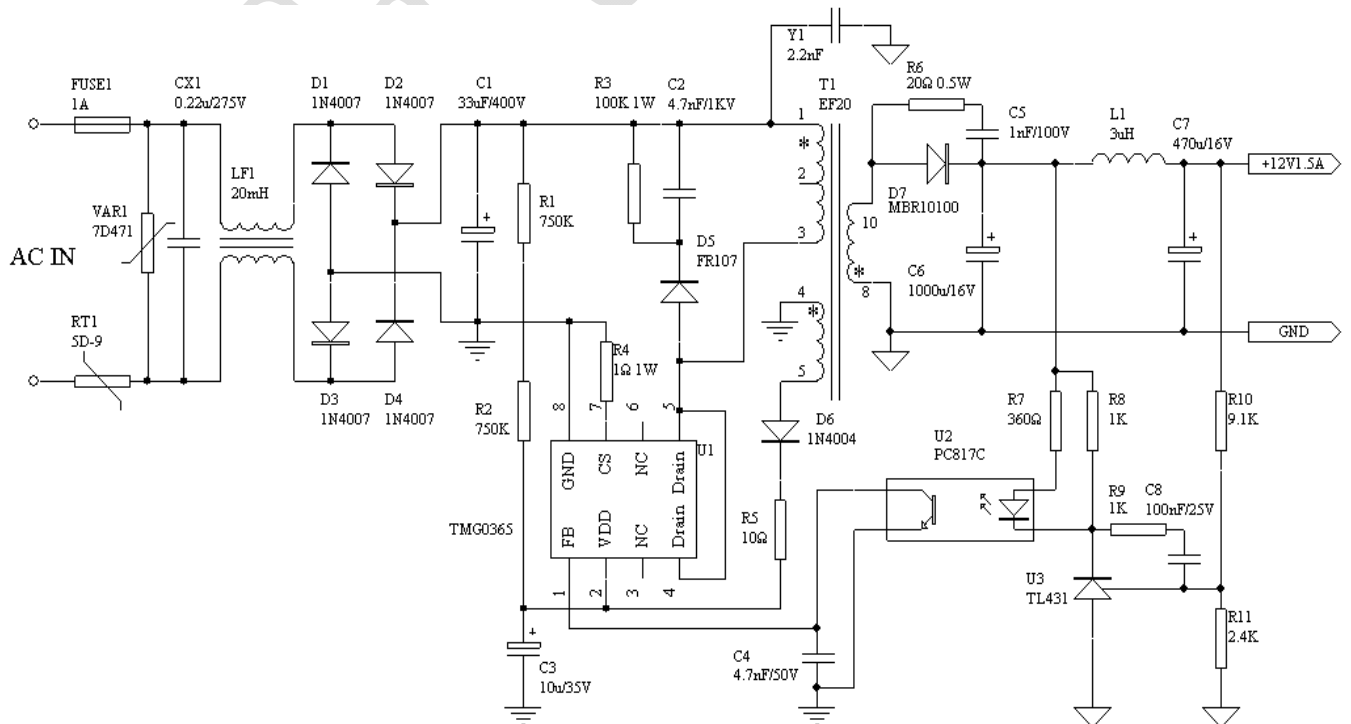 Y1
2.2nF
R6
20Ω 0.5W
FUSE1
1A
CX1
0.22u/275V
D1
1N4007
D2
1N4007
C1
33uF/400V
R3
100K 1W
C2
4.7nF/1KV
T1
EF20
C5
1nF/100V
L1
3uH
C7
470u/16V
1
*
2
3
+12V1.5A
LF1
20mH
VAR1
7D471
R1
750K
D7
MBR10100
10
*
8
AC IN
+
D5
FR107
+
C6
1000u/16V
+
RT1
5D-9
4
*
5
GND
R4
1Ω 1W
D3
1N4007
D4
1N4007
R2
750K
8
7
6
5
D6
1N4004
R7
360Ω
R8
1K
R10
9.1K
U1
U2
PC817C
GND
CS
NC
Drain
TMG0365
FB
VDD
NC
Drain
R5
10Ω
R9
1K
C8
100nF/25V
1
2
3
4
U3
TL431
R11
2.4K
+
C3
10u/35V
C4
4.7nF/50V